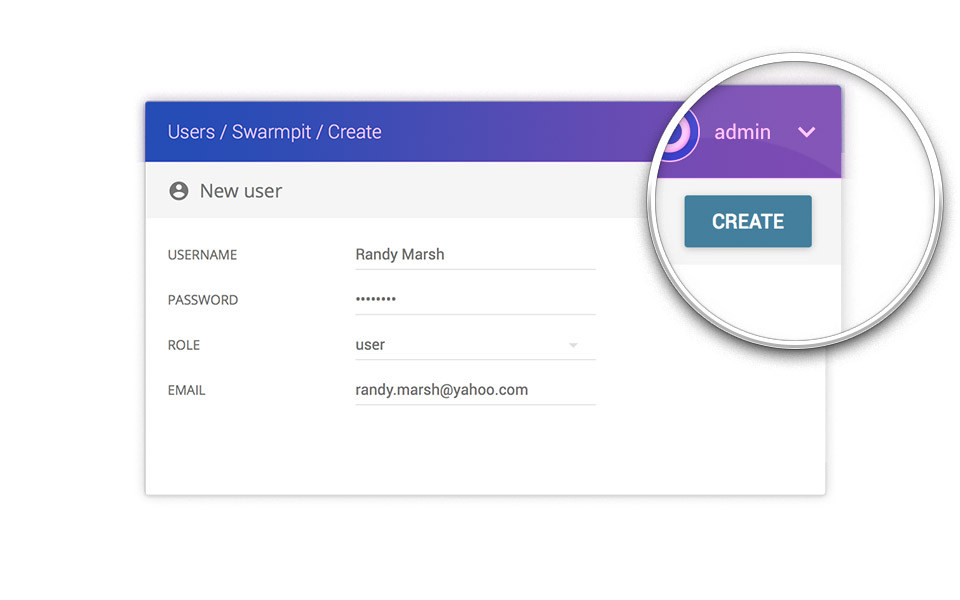 Users / Swarmpit / Create
admin
New user
CREATE
USERNAME Randy Marsh
PASSWORD ••••••••
ROLE user
EMAIL randy.marsh@yahoo.com